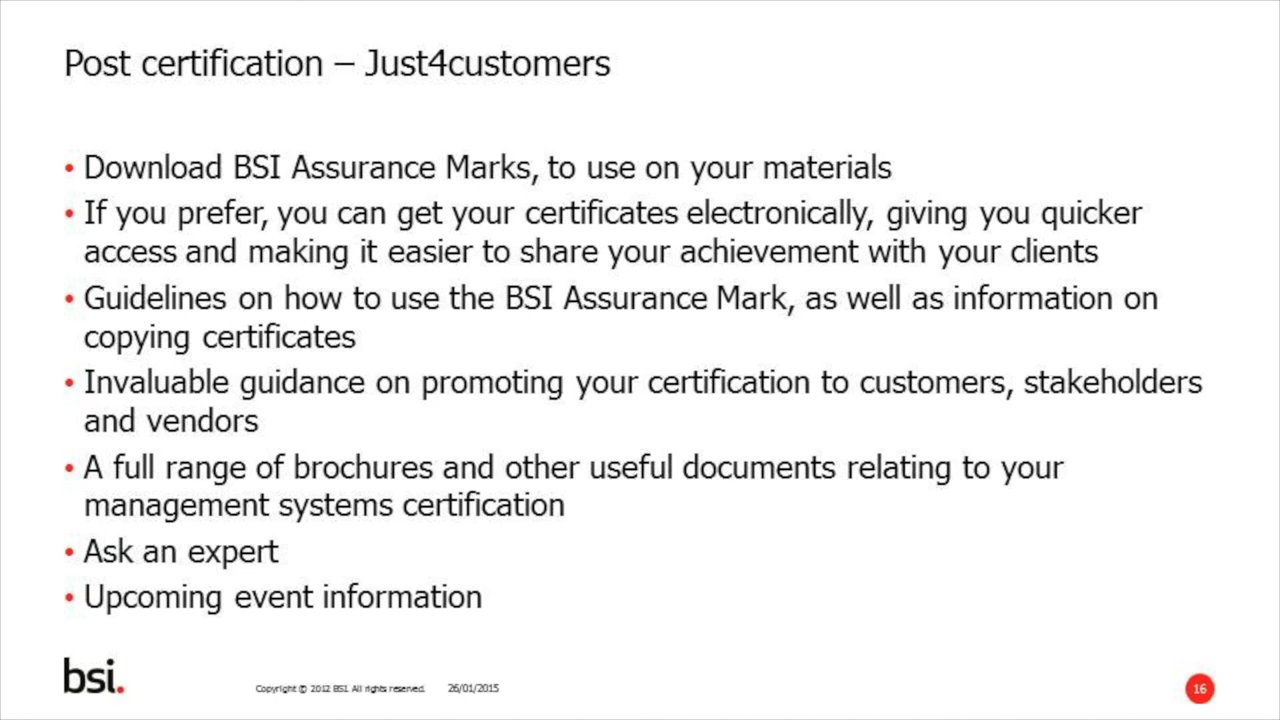 Post certification – Just4customers
• Download BSI Assurance Marks, to use on your materials
• If you prefer, you can get your certificates electronically, giving you quicker
access and making it easier to share your achievement with your clients
• Guidelines on how to use the BSI Assurance Mark, as well as information on
copying certificates
• Invaluable guidance on promoting your certification to customers, stakeholders
and vendors
• A full range of brochures and other useful documents relating to your
management systems certification
• Ask an expert
• Upcoming event information
bsi.
Copyright © 2012 BSI. All rights reserved.
26/01/2015
16